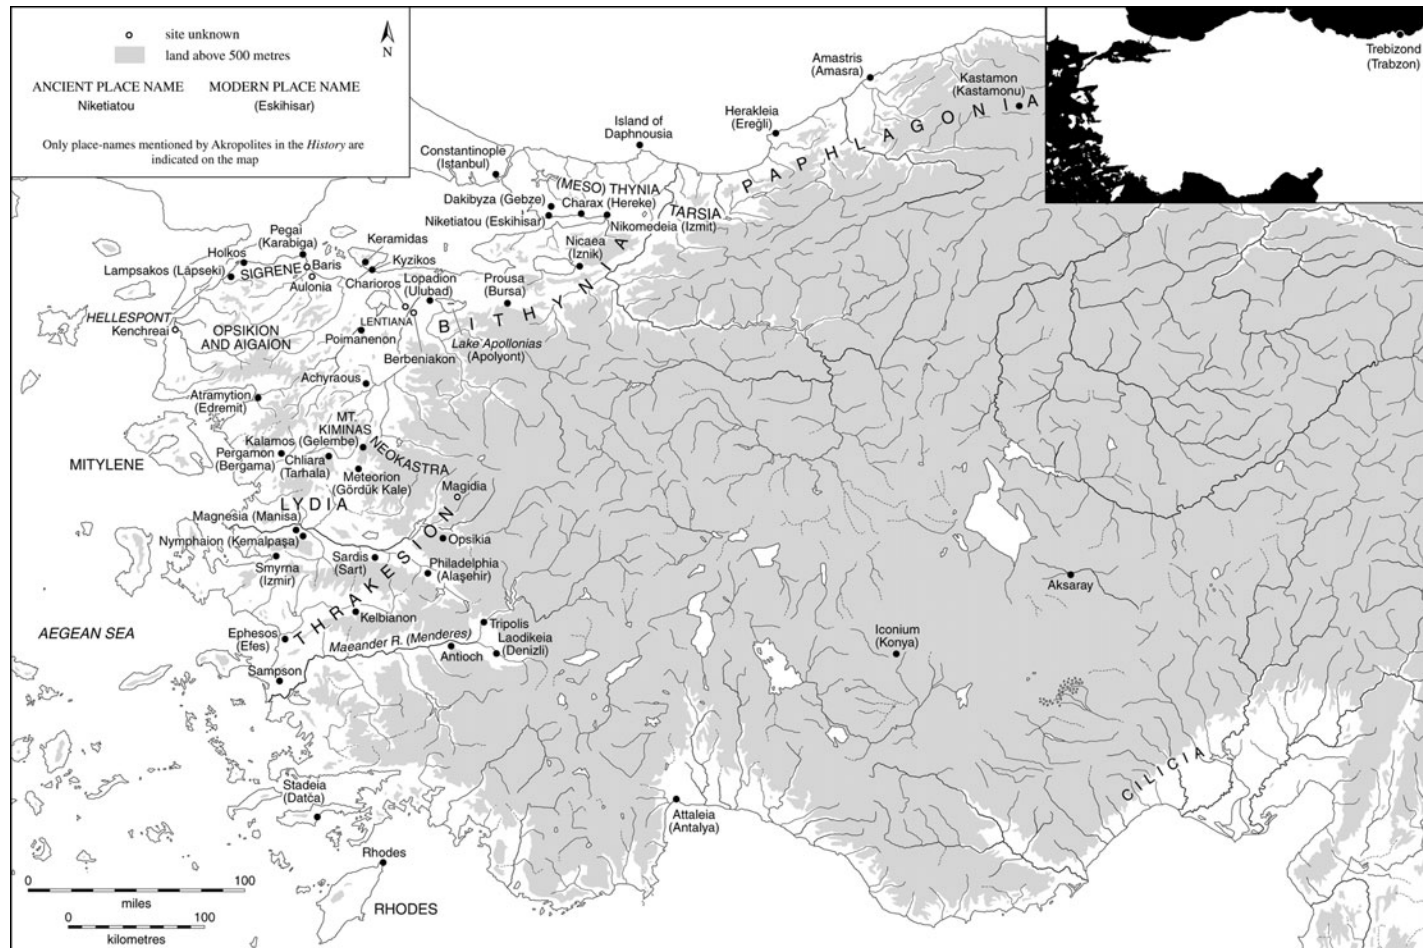 site unknown
land above 500 metres
N
ANCIENT PLACE NAME
MODERN PLACE NAME
Niketiatou
(Eskihisar)
Only place-names mentioned by Akropolites in the History are
indicated on the map
Trebizond
(Trabzon)
Amastris
(Amasra)
Kastamon
(Kastamonu)
Herakleia
(Ereğli)
PAPHLAGONIA
Island of
Daphnousia
Constantinople
(Istanbul)
(MESO) THYNIA
Dakibyza (Gebze)
Charax (Hereke)
TARSIA
Niketiatou (Eskihisar)
Nikomedeia (Izmit)
Nicaea
(Iznik)
Pegai
(Karabiga)
Keramidas
Holkos
Kyzikos
Lampsakos (Lâpseki)
SIGRENE
Baris
Aulonia
Charioros
Lopadion
(Ulubad)
Prousa
(Bursa)
BITHYNIA
HELLESPONT
Kenchreai
OPSIKION
AND AIGAION
LENTIANA
Poimanenon
Lake Apollonias
(Apolyont)
Berbeniakon
Achyraous
Atramytion
(Edremit)
MT.
KIMINAS
Kalamos (Gelembe)
NEOKASTRA
Pergamon
(Bergama)
Chliara
(Tarhala)
MITYLENE
Meteorion
(Gördük Kale)
Magidia
LYDIA
Magnesia (Manisa)
Nymphaion (Kemalpaşa)
Opsikia
Smyrna
(Izmir)
Sardis
(Sart)
Philadelphia
(Alaşehir)
THRAKESION
Aksaray
Kelbianon
AEGEAN SEA
Ephesos
(Efes)
Tripolis
Maeander R. (Menderes)
Laodikeia
(Denizli)
Antioch
Iconium
(Konya)
Sampson
CILICIA
Stadeia
(Datča)
Attaleia
(Antalya)
Rhodes
RHODES
0 100
miles
0 100
kilometres